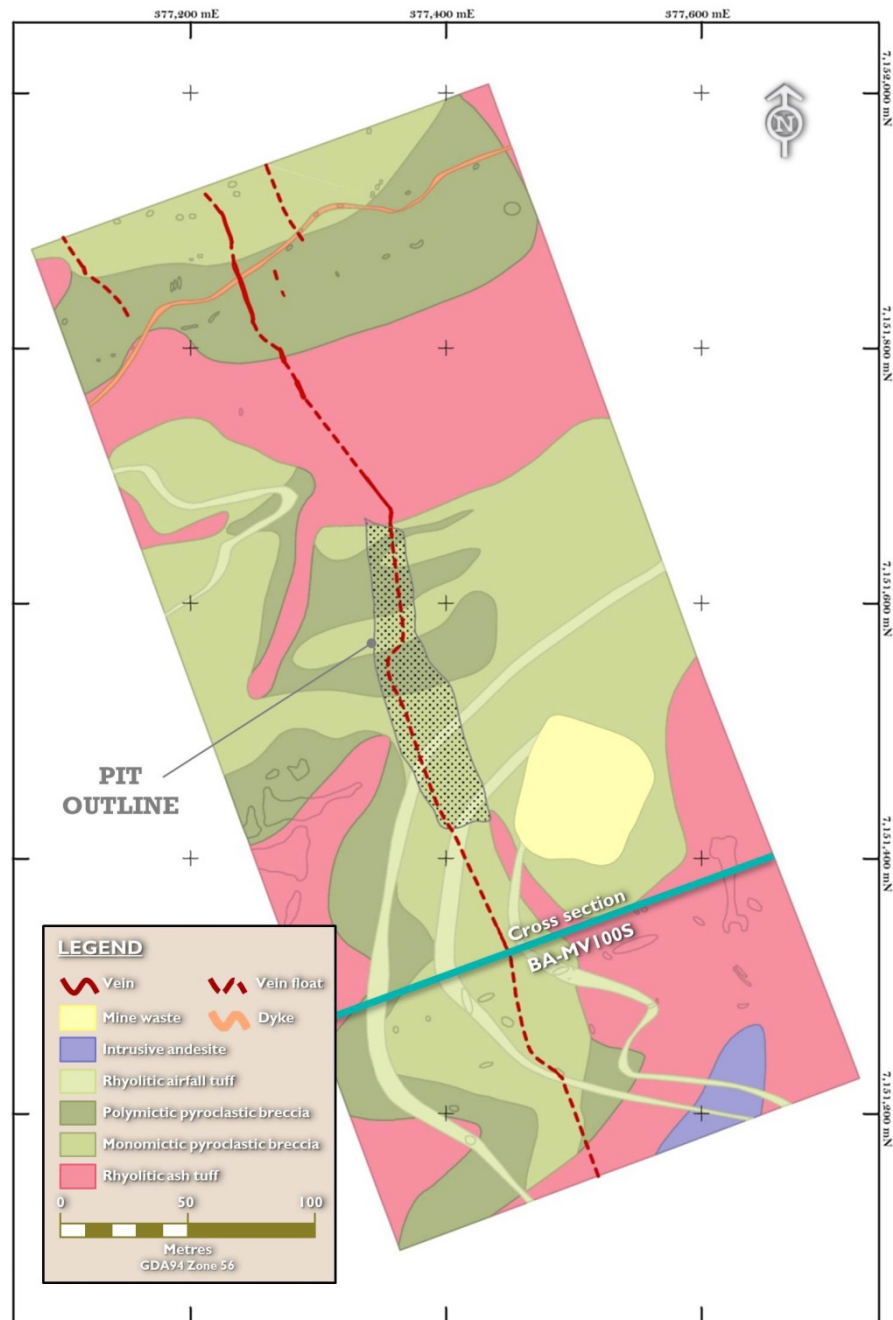 377,200 mE
377,400 mE
377,600 mE
7,152,000 mN
N
7,151,800 mN
7,151,600 mN
PIT
OUTLINE
7,151,400 mN
Cross section
BA-MV100S
7,151,200 mN
LEGEND
Vein
Vein float
Mine waste
Dyke
Intrusive andesite
Rhyolitic airfall tuff
Polymictic pyroclastic breccia
Monomictic pyroclastic breccia
Rhyolitic ash tuff
0 50 100
Metres
GDA94 Zone 56